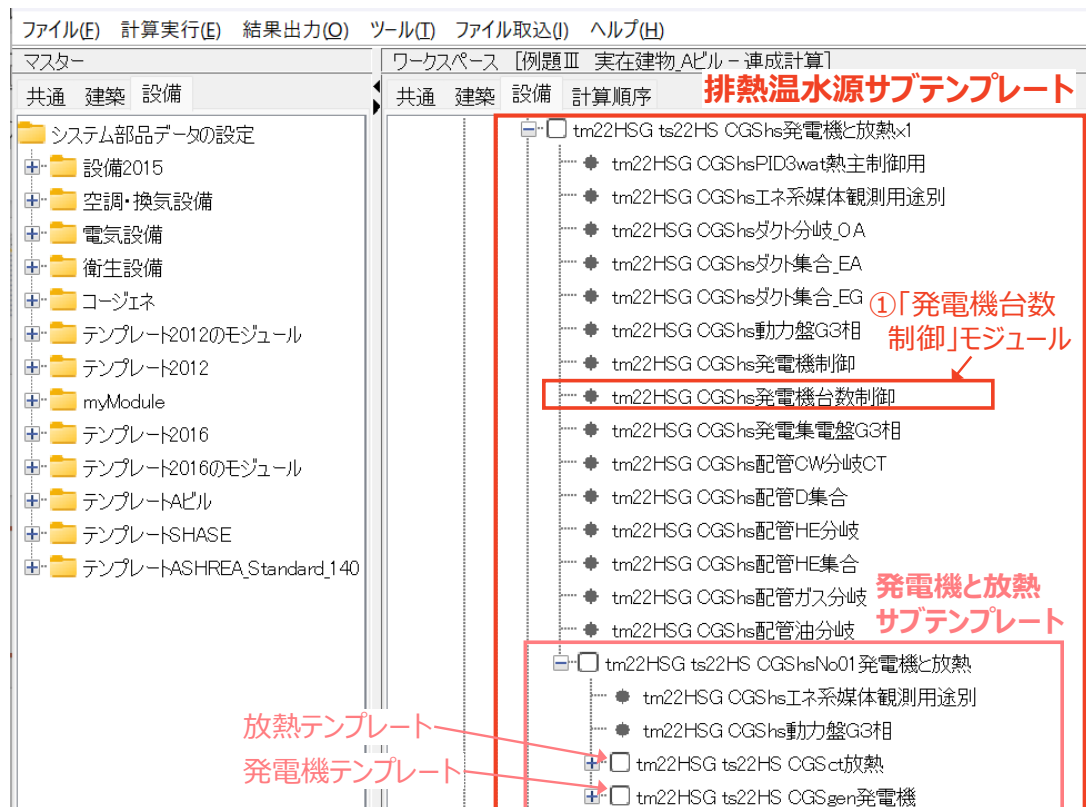 ファイル(F) 計算実行(E) 結果出力(O) ツール(T) ファイル取込(I) ヘルプ(H)
マスター
共通 建築 設備
システム部品データの設定
設備2015
空調・換気設備
電気設備
衛生設備
コージェネ
テンプレート2012のモジュール
テンプレート2012
myModule
テンプレート2016
テンプレート2016のモジュール
テンプレートAビル
テンプレートSHASE
テンプレートASHREA_Standard_140
ワークスペース [例題Ⅲ 実在建物_Aビル - 連成計算]
共通 建築 設備 計算順序
排熱温水源サブテンプレート
tm22HSG ts22HS CGShs発電機と放熱x1
tm22HSG CGShsPID3wat熱主制御用
tm22HSG CGShsエネ系媒体観測用途別
tm22HSG CGShsダクト分岐_OA
tm22HSG CGShsダクト集合_EA
tm22HSG CGShsダクト集合_EG
tm22HSG CGShs動力盤G3相
tm22HSG CGShs発電機制御
tm22HSG CGShs発電機台数制御
tm22HSG CGShs発電集電盤G3相
tm22HSG CGShs配管CW分岐CT
tm22HSG CGShs配管D集合
tm22HSG CGShs配管HE分岐
tm22HSG CGShs配管HE集合
tm22HSG CGShs配管ガス分岐
tm22HSG CGShs配管油分岐
①「発電機台数
制御」モジュール
発電機と放熱
サブテンプレート
tm22HSG ts22HS CGShsNo01発電機と放熱
tm22HSG CGShsエネ系媒体観測用途別
tm22HSG CGShs動力盤G3相
tm22HSG ts22HS CGSct放熱
tm22HSG ts22HS CGSgen発電機
放熱テンプレート
発電機テンプレート